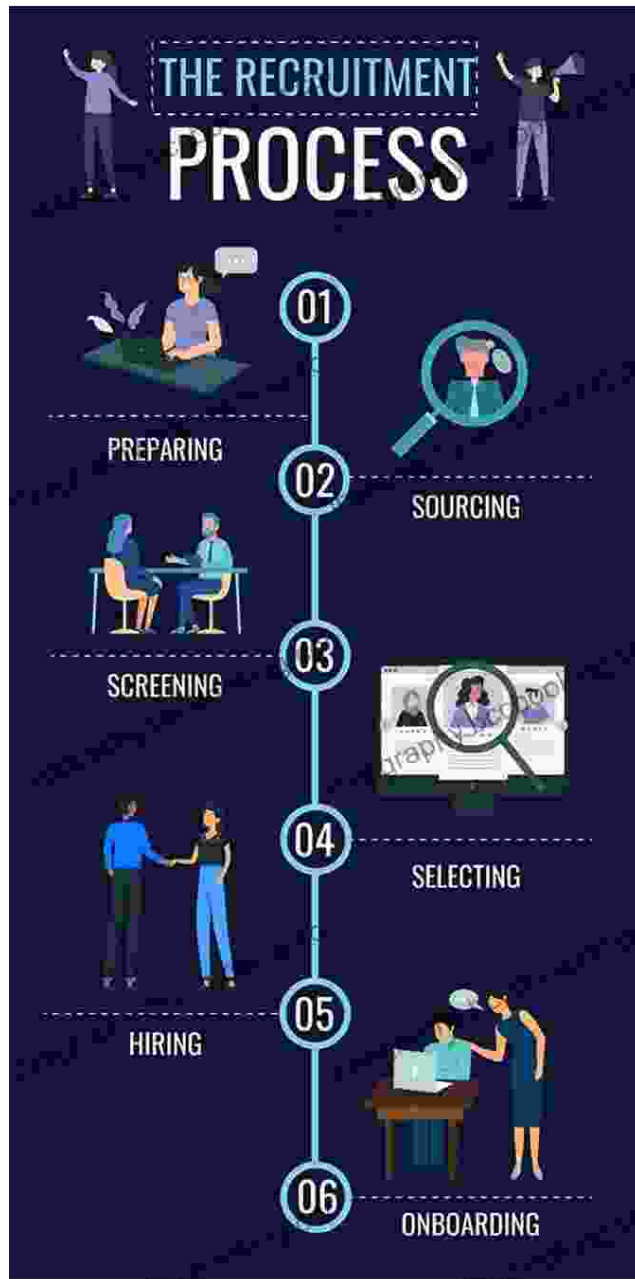 THE RECRUITMENT
PROCESS
01
PREPARING
02
SOURCING
03
SCREENING
04
SELECTING
05
HIRING
06
ONBOARDING